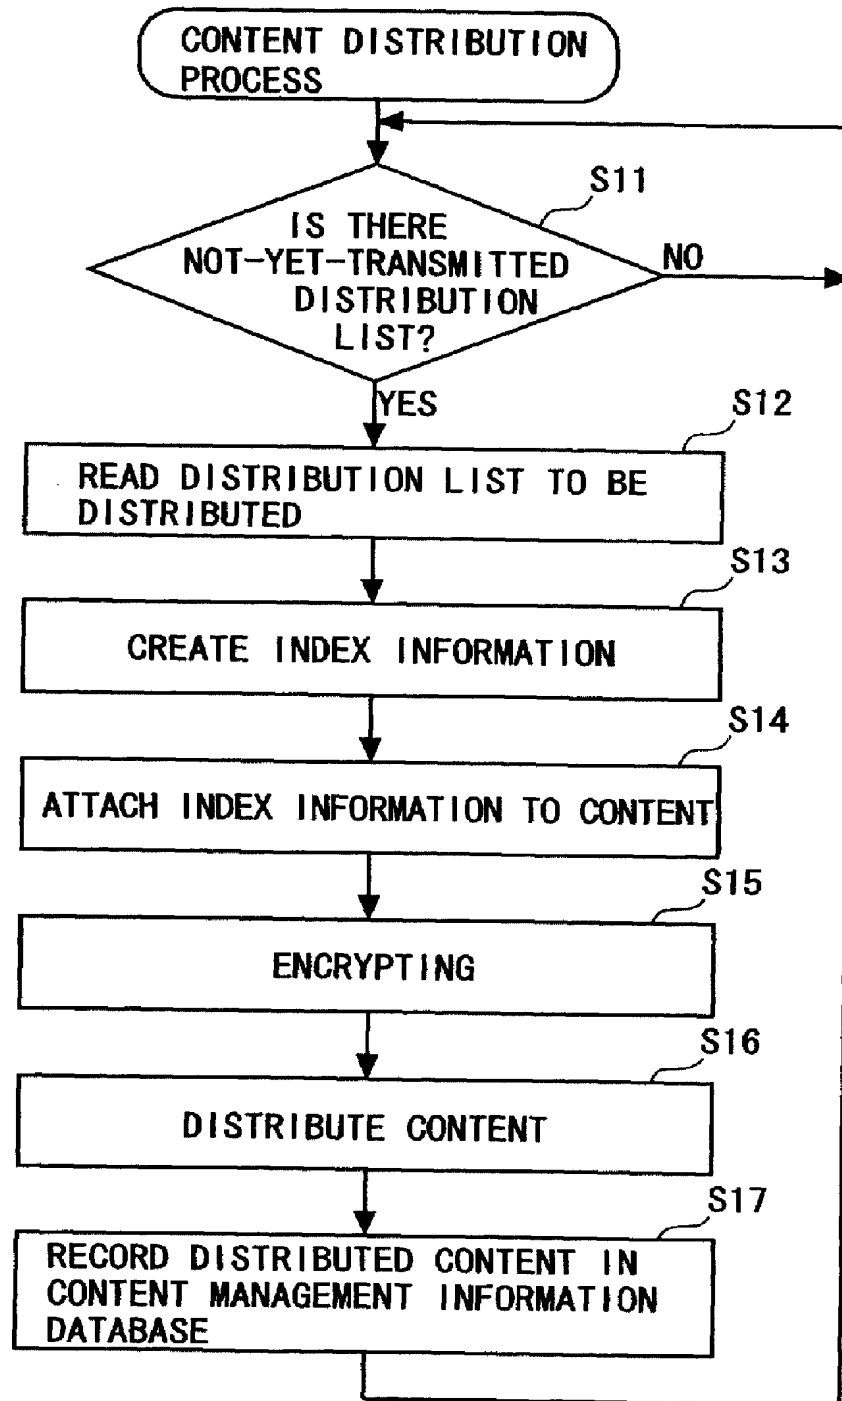 CONTENT DISTRIBUTION
PROCESS
S11
IS THERE
NOT-YET-TRANSMITTED
DISTRIBUTION
LIST?
NO
YES
S12
READ DISTRIBUTION LIST TO BE
DISTRIBUTED
S13
CREATE INDEX INFORMATION
S14
ATTACH INDEX INFORMATION TO CONTENT
S15
ENCRYPTING
S16
DISTRIBUTE CONTENT
S17
RECORD DISTRIBUTED CONTENT IN
CONTENT MANAGEMENT INFORMATION
DATABASE